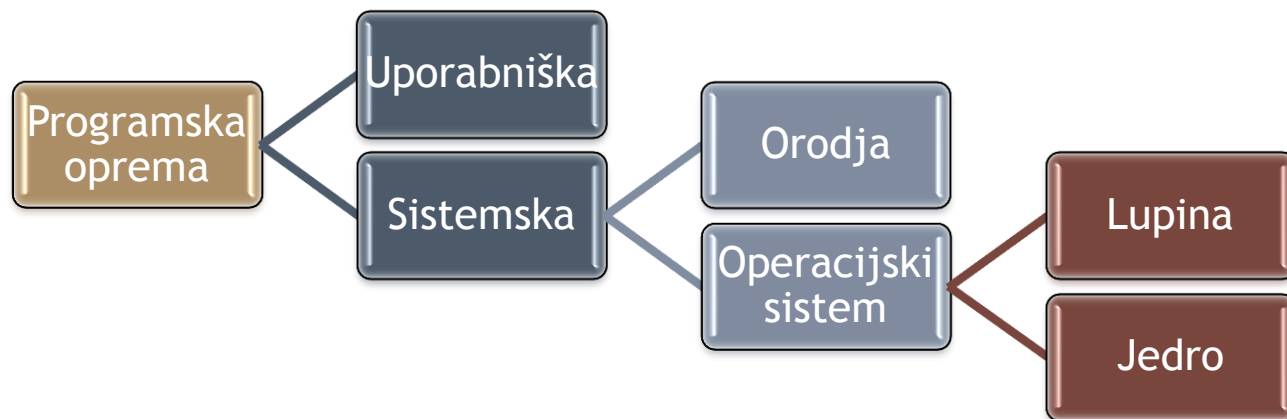 Programska
oprema
Uporabniška
Sistemska
Orodja
Operacijski
sistem
Lupina
Jedro